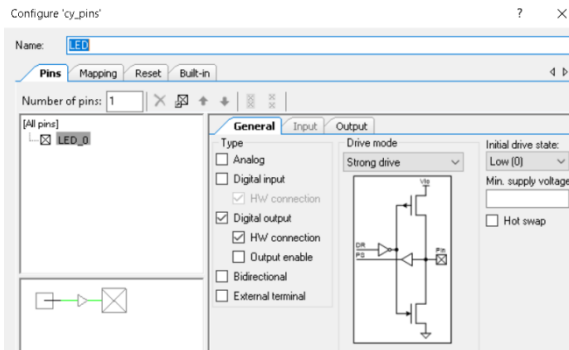 Configure 'cy_pins'
? ×
Name: LED
Pins Mapping Reset Built-in
Number of pins: 1
[All pins]
LED_0
General Input Output
Type
Analog
Digital input
HW connection
Digital output
HW connection
Output enable
Bidirectional
External terminal
Drive mode
Strong drive
Vio
DR
PS
Pin
Initial drive state:
Low (0)
Min. supply voltage
Hot swap